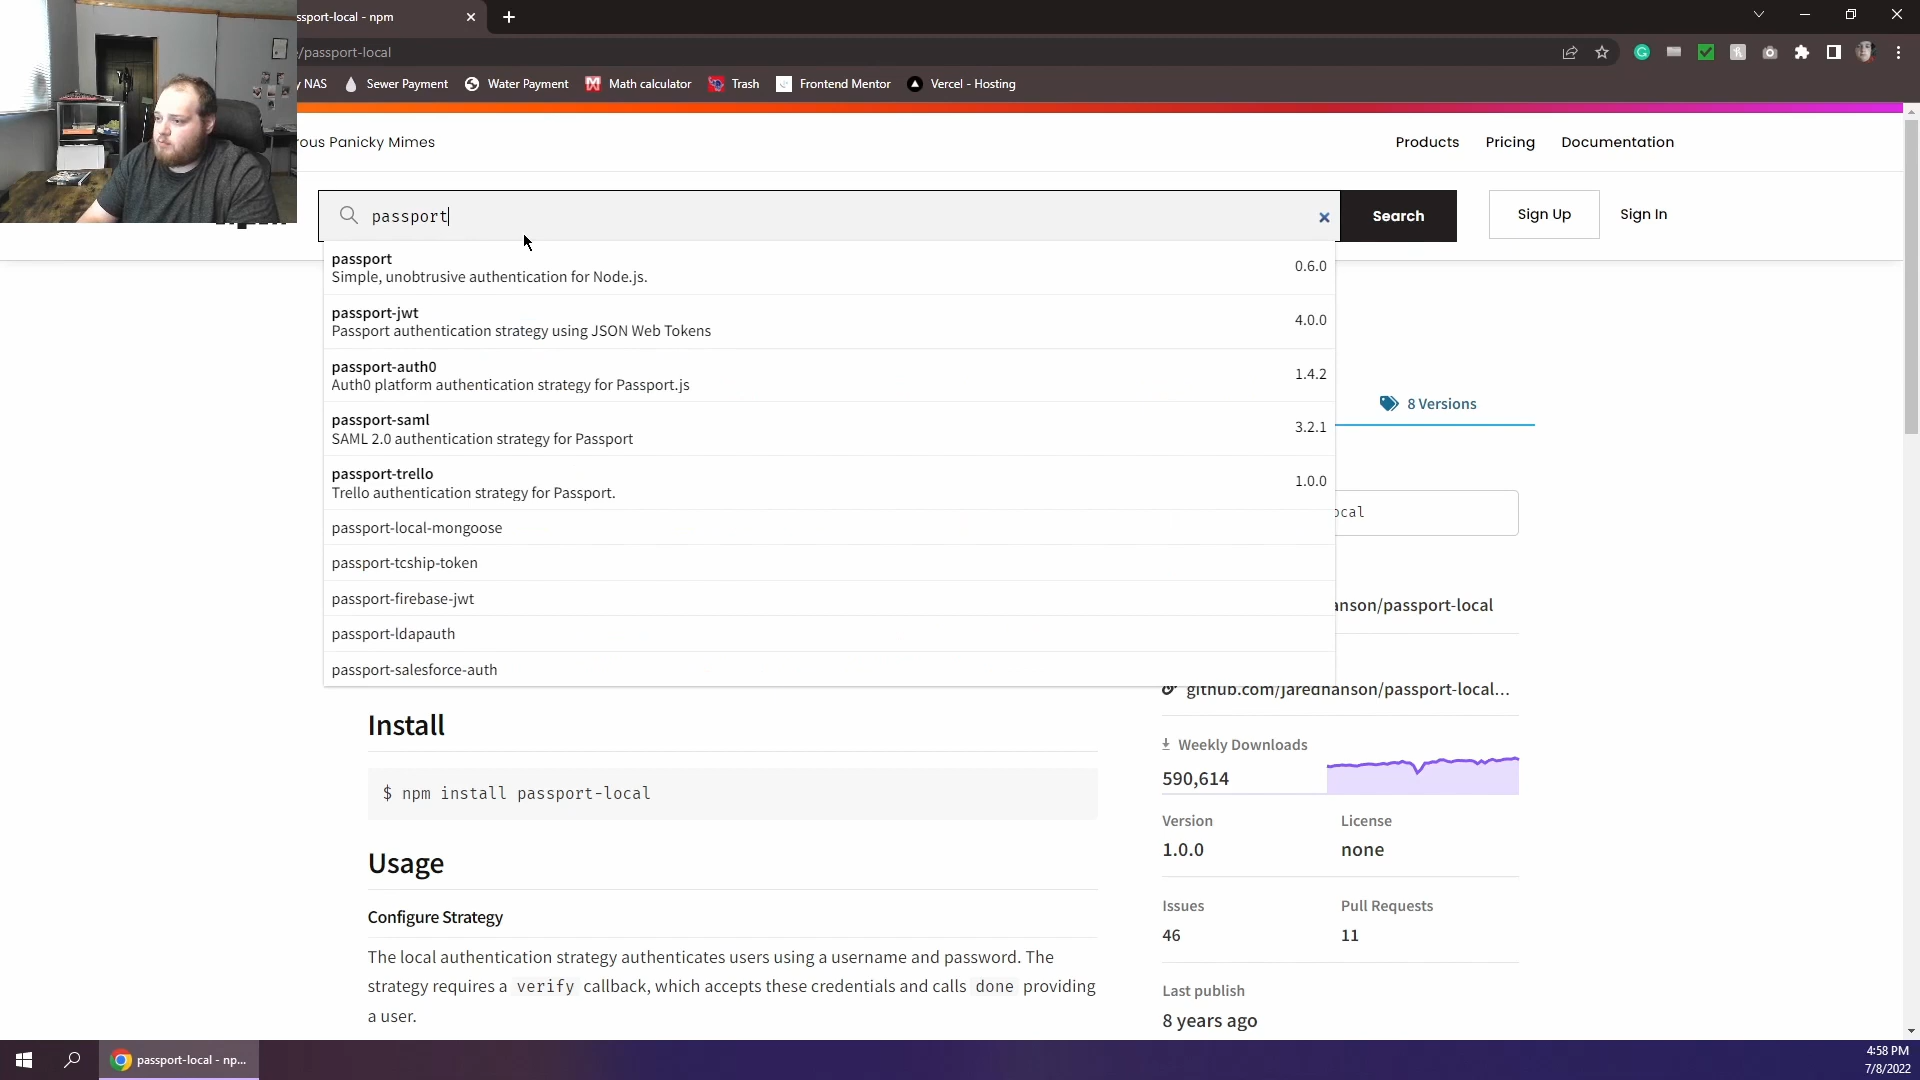 ssport-local - npm
/passport-local
y NAS
Sewer Payment
Water Payment
Math calculator
Trash
Frontend Mentor
Vercel - Hosting
rous Panicky Mimes
Products
Pricing
Documentation
passport
Search
Sign Up
Sign In
passport
Simple, unobtrusive authentication for Node.js.
0.6.0
passport-jwt
Passport authentication strategy using JSON Web Tokens
4.0.0
passport-auth0
Auth0 platform authentication strategy for Passport.js
1.4.2
passport-saml
SAML 2.0 authentication strategy for Passport
3.2.1
passport-trello
Trello authentication strategy for Passport.
1.0.0
passport-local-mongoose
passport-tcship-token
passport-firebase-jwt
passport-ldapauth
passport-salesforce-auth
8 Versions
ocal
anson/passport-local
github.com/jaredhanson/passport-local...
Install
$ npm install passport-local
Usage
Configure Strategy
The local authentication strategy authenticates users using a username and password. The
strategy requires a verify callback, which accepts these credentials and calls done providing
a user.
Weekly Downloads
590,614
Version
1.0.0
License
none
Issues
46
Pull Requests
11
Last publish
8 years ago
passport-local - np...
4:58 PM
7/8/2022